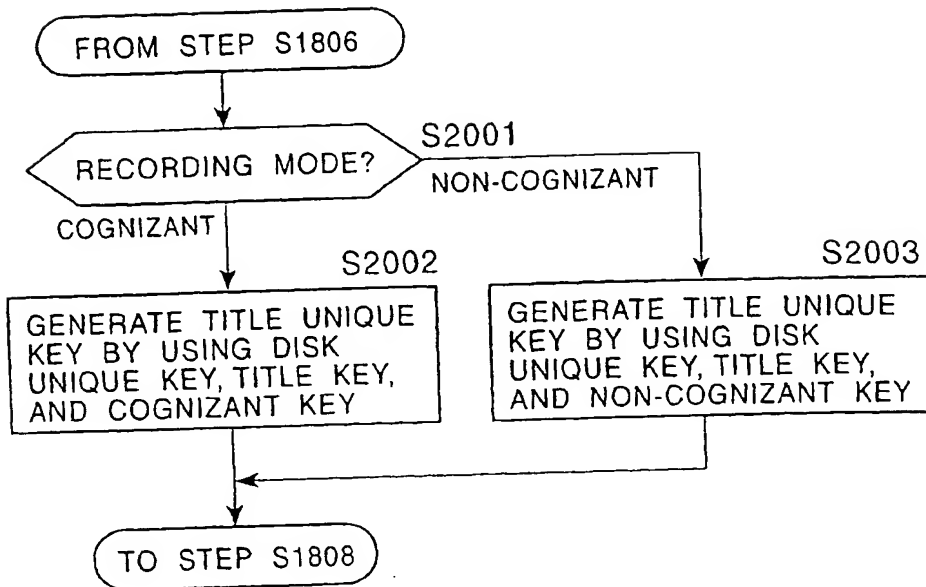 FROM STEP S1806
S2001
RECORDING MODE?
NON-COGNIZANT
COGNIZANT
S2002
GENERATE TITLE UNIQUE
KEY BY USING DISK
UNIQUE KEY, TITLE KEY,
AND COGNIZANT KEY
S2003
GENERATE TITLE UNIQUE
KEY BY USING DISK
UNIQUE KEY, TITLE KEY,
AND NON-COGNIZANT KEY
TO STEP S1808